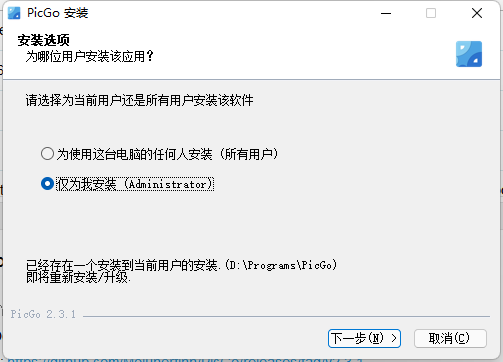 PicGo 安装
安装选项
为哪位用户安装该应用？
请选择为当前用户还是所有用户安装该软件
为使用这台电脑的任何人安装 (所有用户)
仅为我安装 (Administrator)
已经存在一个安装到当前用户的安装.(D:\Programs\PicGo)
即将重新安装/升级.
PicGo 2.3.1
下一步(N) >
取消(C)